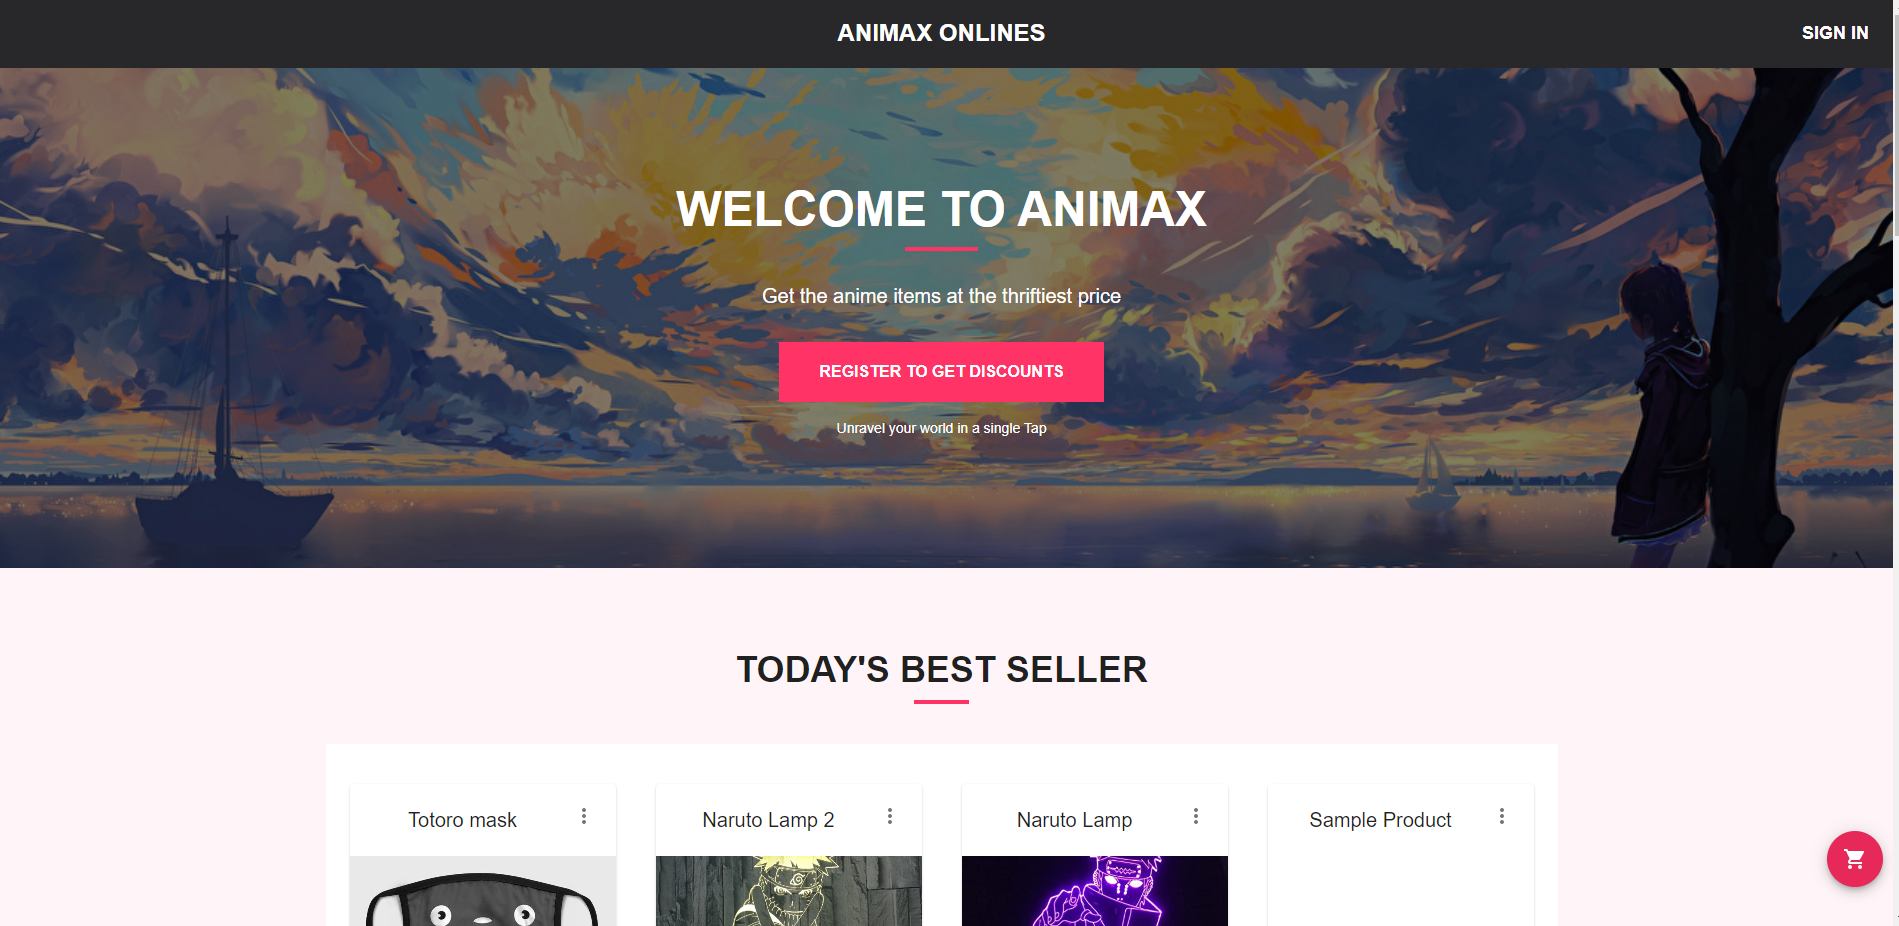 ANIMAX ONLINES
SIGN IN
WELCOME TO ANIMAX
Get the anime items at the thriftiest price
REGISTER TO GET DISCOUNTS
Unravel your world in a single Tap
TODAY'S BEST SELLER
Totoro mask
Naruto Lamp 2
Naruto Lamp
Sample Product